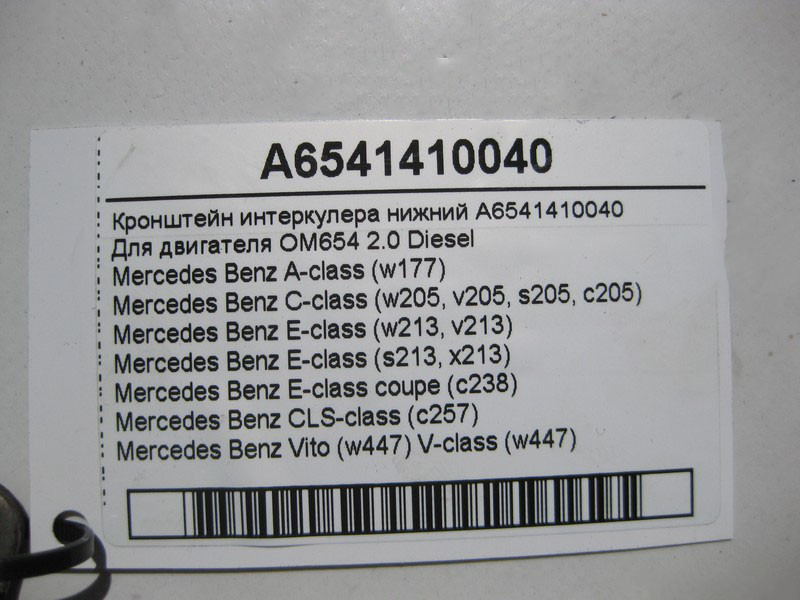 A6541410040
Кронштейн интеркулера нижний A6541410040
Для двигателя OM654 2.0 Diesel
Mercedes Benz A-class (w177)
Mercedes Benz C-class (w205, v205, s205, c205)
Mercedes Benz E-class (w213, v213)
Mercedes Benz E-class (s213, x213)
Mercedes Benz E-class coupe (c238)
Mercedes Benz CLS-class (c257)
Mercedes Benz Vito (w447) V-class (w447)